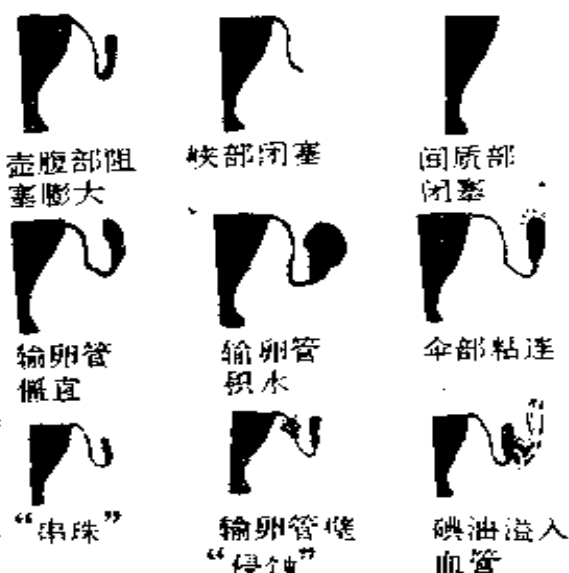 壶腹部阻
塞膨大
峡部闭塞
间质部
闭塞
输卵管
僵直
输卵管
积水
伞部粘连
“串珠”
输卵管壁
“侵蚀”
碘油溢入
血管